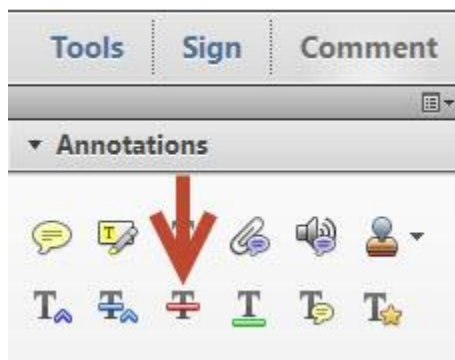 Tools Sign Comment
Annotations
T T
T T T T T T